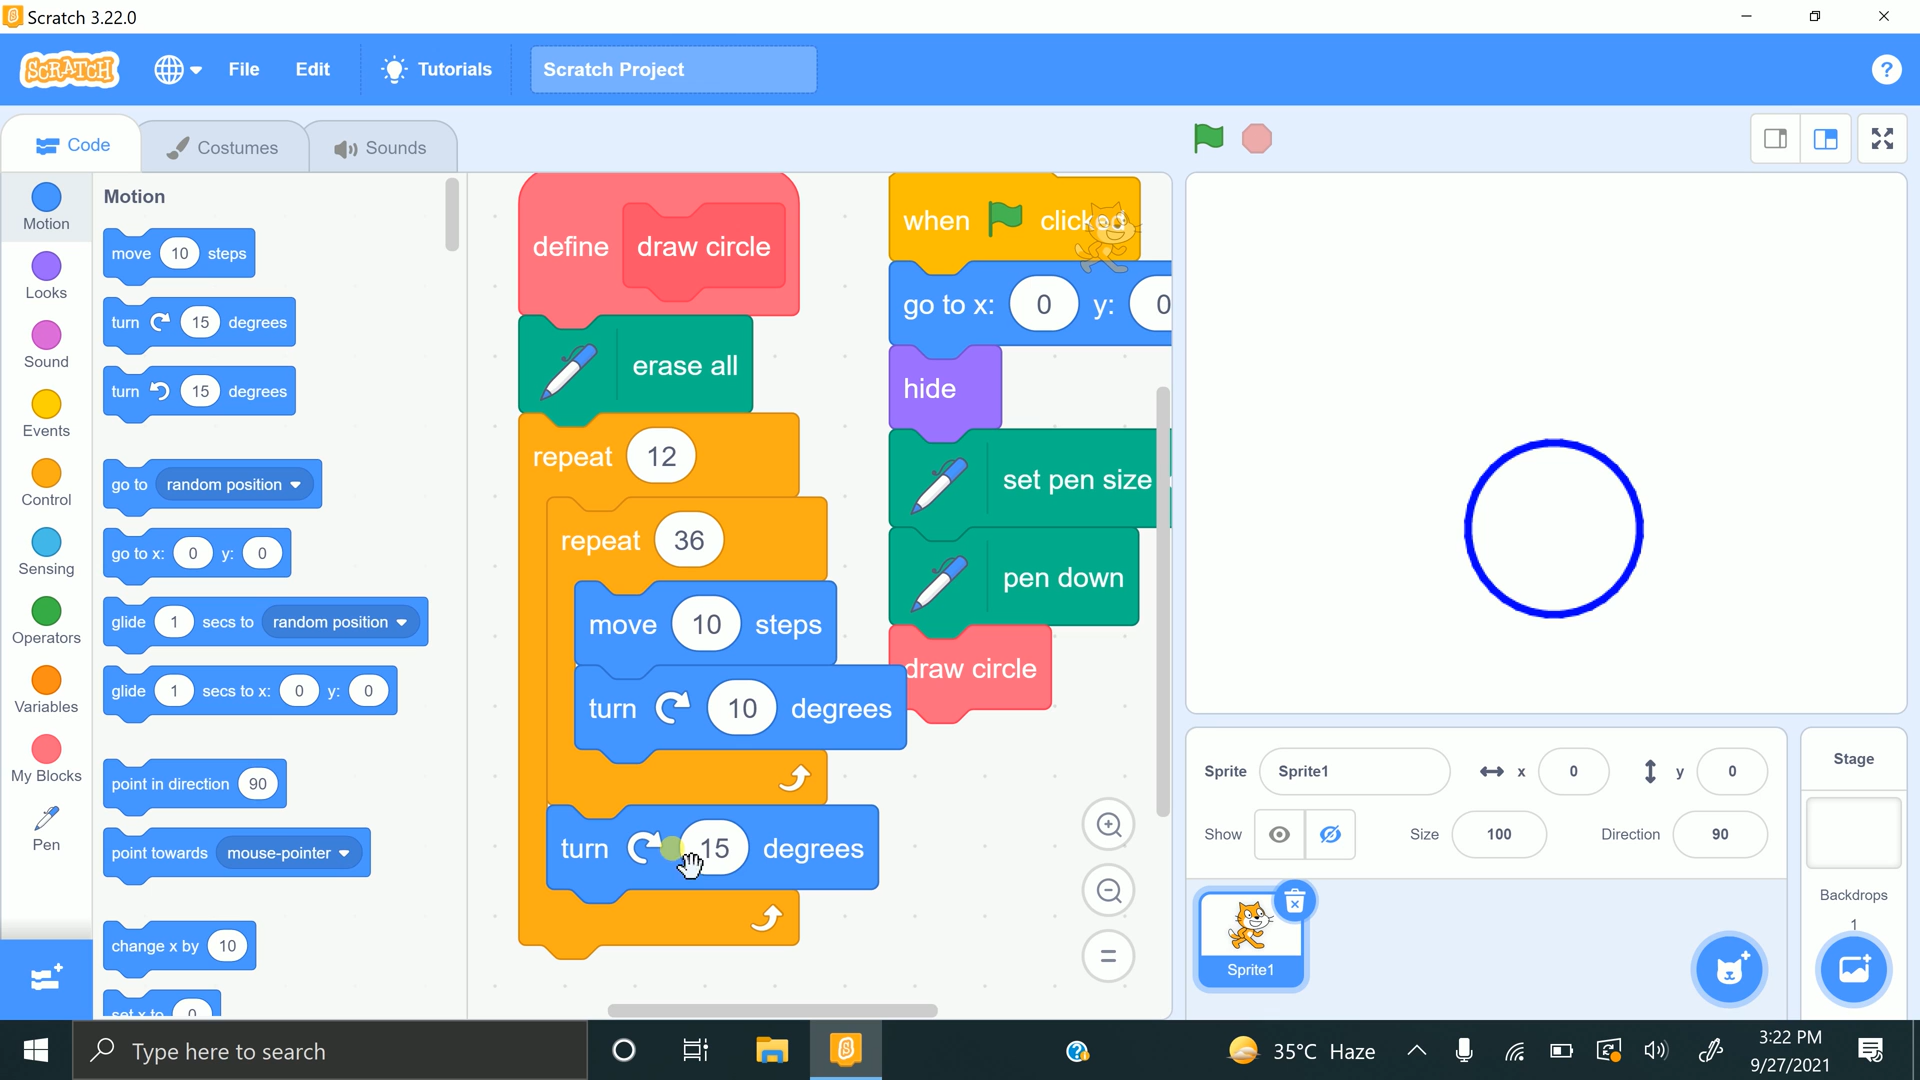 Scratch 3.22.0
SCRATCH
File
Edit
Tutorials
Scratch Project
?
Code
Costumes
Sounds
Motion
Looks
Sound
Events
Control
Sensing
Operators
Variables
My Blocks
Pen
Motion
move 10 steps
turn 15 degrees
turn 15 degrees
go to random position
go to x: 0 y: 0
glide 1 secs to random position
glide 1 secs to x: 0 y: 0
point in direction 90
point towards mouse-pointer
change x by 10
set x to 0
define draw circle
erase all
repeat 12
repeat 36
move 10 steps
turn 10 degrees
turn 15 degrees
when clicked
go to x: 0 y: 0
hide
set pen size
pen down
draw circle
Sprite Sprite1 x 0 y 0
Show Size 100 Direction 90
Sprite1
Stage
Backdrops
1
Type here to search
35°C Haze
3:22 PM
9/27/2021